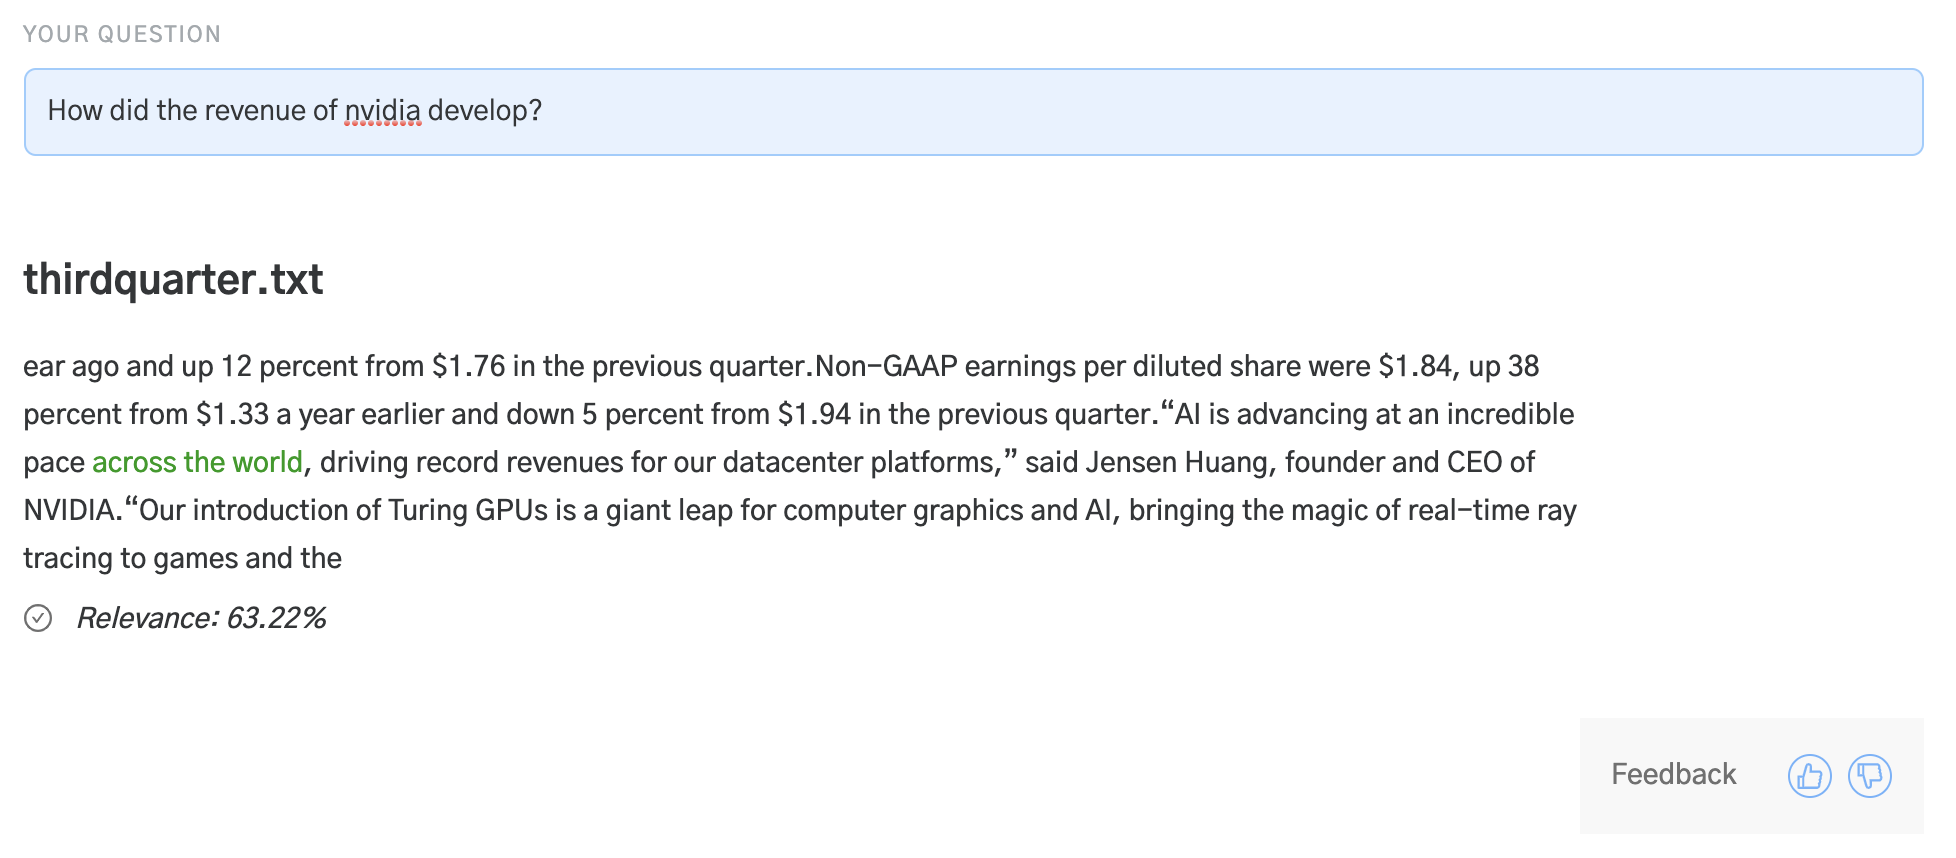 YOUR QUESTION
How did the revenue of nvidia develop?
thirdquarter.txt
ear ago and up 12 percent from $1.76 in the previous quarter.Non-GAAP earnings per diluted share were $1.84, up 38
percent from $1.33 a year earlier and down 5 percent from $1.94 in the previous quarter.“AI is advancing at an incredible
pace across the world, driving record revenues for our datacenter platforms,” said Jensen Huang, founder and CEO of
NVIDIA.“Our introduction of Turing GPUs is a giant leap for computer graphics and AI, bringing the magic of real-time ray
tracing to games and the
Relevance: 63.22%
Feedback